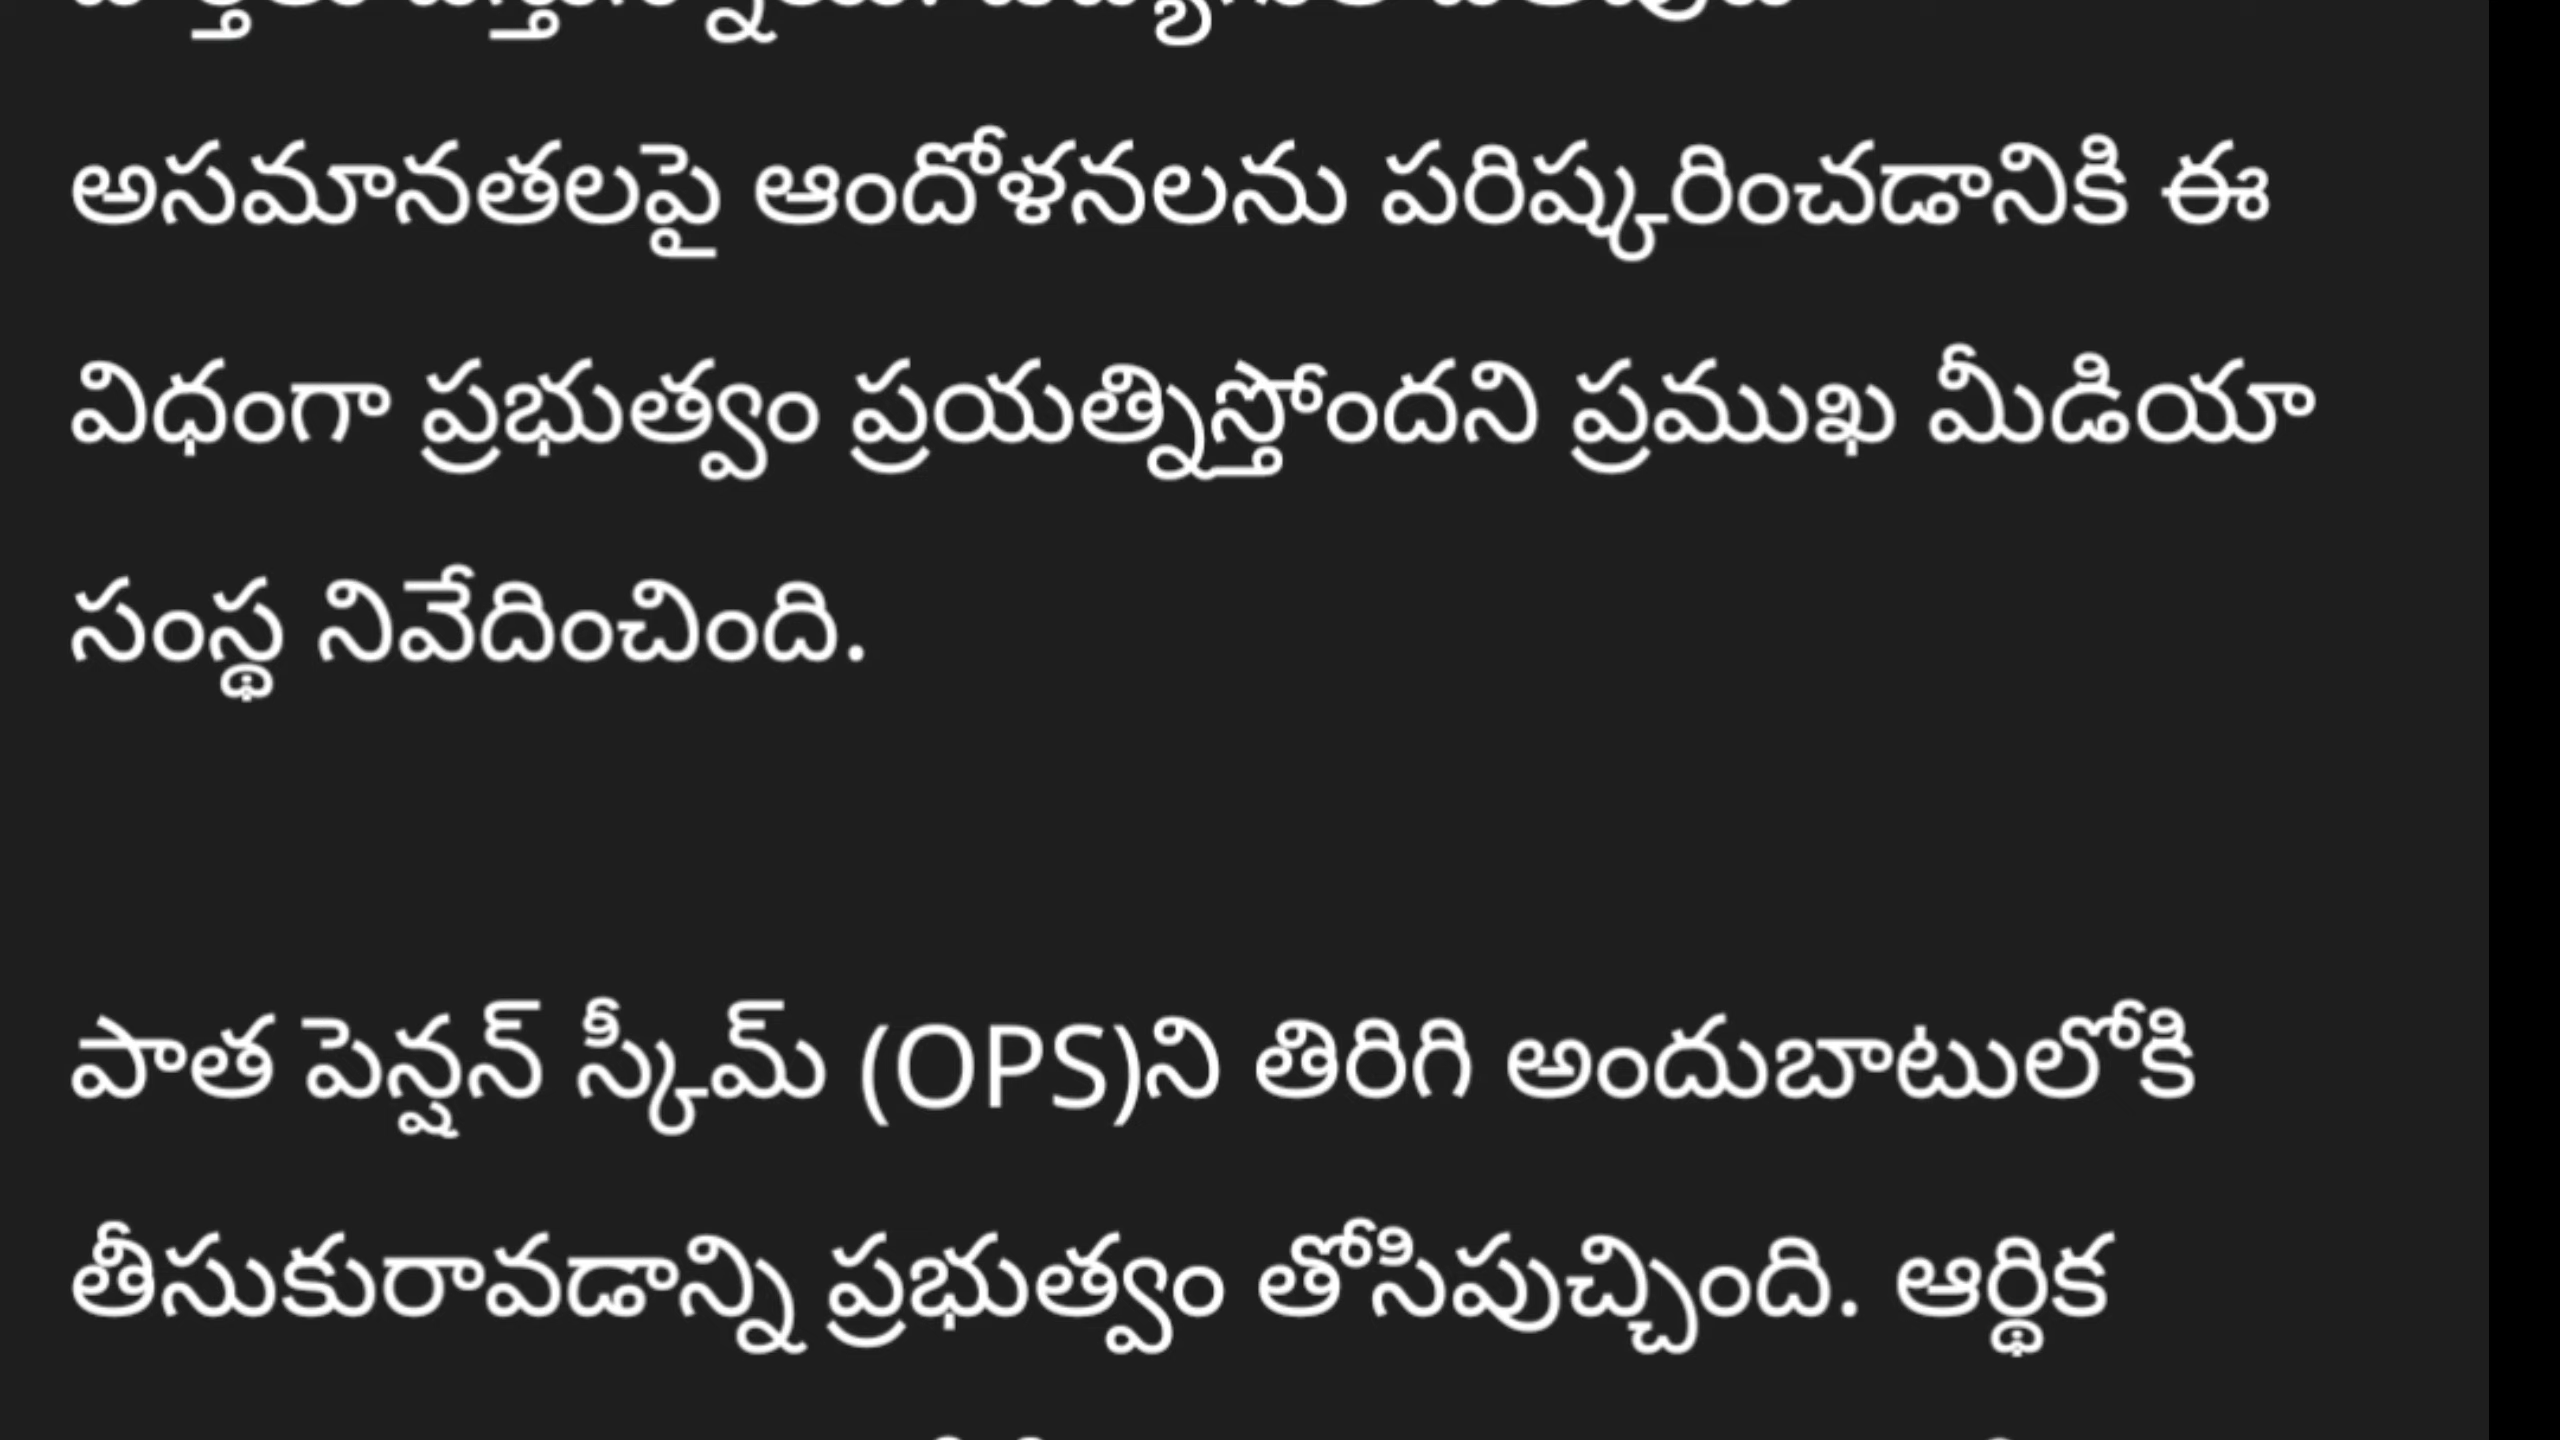 అసమానతలపై ఆందోళనలను పరిష్కరించడానికి ఈ
విధంగా ప్రభుత్వం ప్రయత్నిస్తోందని ప్రముఖ మీడియా
సంస్థ నివేదించింది.
పాత పెన్షన్ స్కీమ్ (OPS)ని తిరిగి అందుబాటులోకి
తీసుకురావడాన్ని ప్రభుత్వం తోసిపుచ్చింది. ఆర్థిక